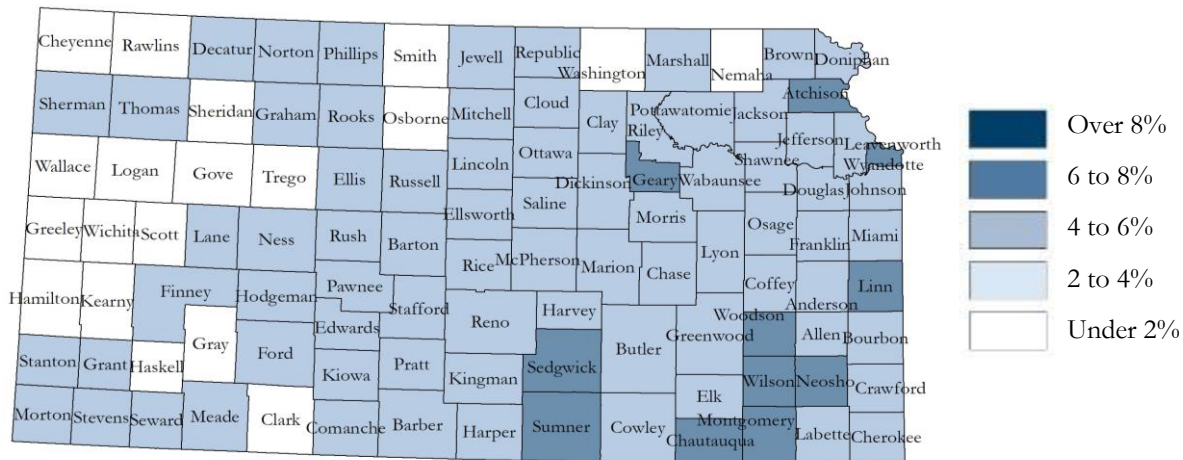 Cheyenne
Rawlins
Decatur
Norton
Phillips
Smith
Jewell
Republic
Washington
Marshall
Nemaha
Brown
Doniphan
Sherman
Thomas
Sheridan
Graham
Rooks
Osborne
Mitchell
Cloud
Clay
Riley
Pottawatomie
Jackson
Atchison
Jefferson
Leavenworth
Wyandotte
Wallace
Logan
Gove
Trego
Ellis
Russell
Lincoln
Ottawa
Dickinson
Geary
Wabaunsee
Shawnee
Douglas
Johnson
Greeley
Wichita
Scott
Lane
Ness
Rush
Barton
Ellsworth
Saline
Morris
Lyon
Osage
Franklin
Miami
Rice
McPherson
Marion
Chase
Coffey
Anderson
Linn
Hamilton
Kearny
Finney
Hodgeman
Pawnee
Stafford
Edwards
Reno
Harvey
Butler
Greenwood
Woodson
Allen
Bourbon
Stanton
Grant
Haskell
Gray
Ford
Kiowa
Pratt
Kingman
Sedgwick
Elk
Wilson
Neosho
Crawford
Morton
Stevens
Seward
Meade
Clark
Comanche
Barber
Harper
Sumner
Cowley
Chautauqua
Montgomery
Labette
Cherokee
Over 8%
6 to 8%
4 to 6%
2 to 4%
Under 2%